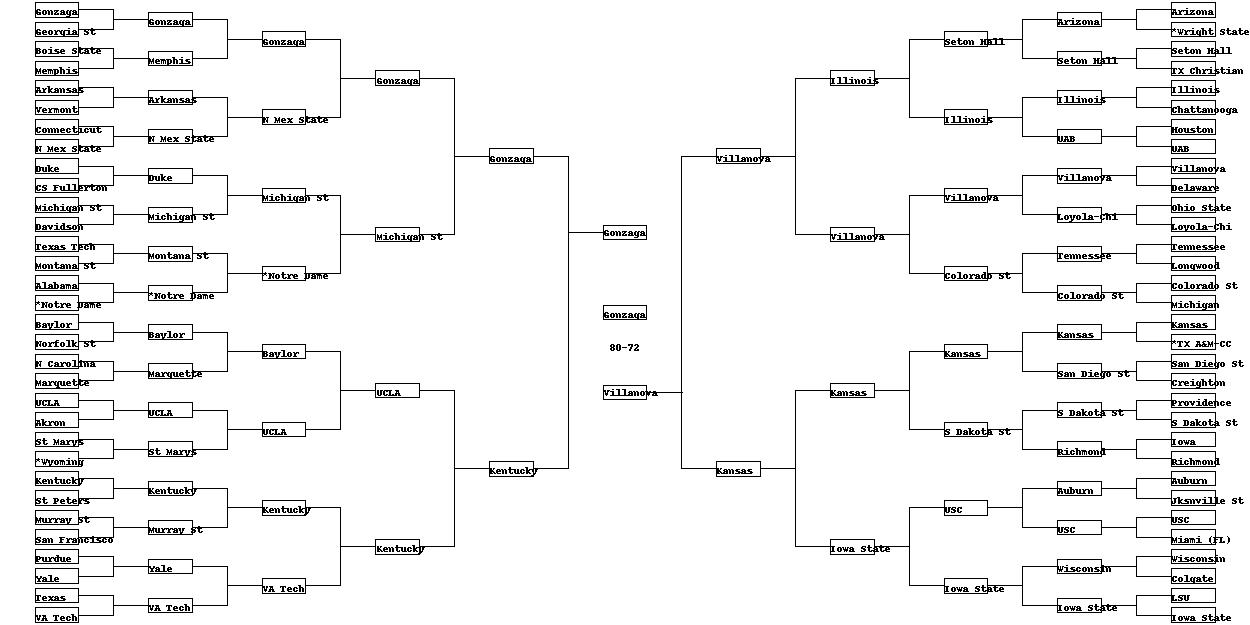 Gonzaga
Georgia St
Boise State
Memphis
Arkansas
Vermont
Connecticut
N Mex State
Duke
CS Fullerton
Michigan St
Davidson
Texas Tech
Montana St
Alabama
*Notre Dame
Baylor
Norfolk St
N Carolina
Marquette
UCLA
Akron
St Marys
*Wyoming
Kentucky
St Peters
Murray St
San Francisco
Purdue
Yale
Texas
VA Tech
Gonzaga
Memphis
Arkansas
N Mex State
Duke
Michigan St
Montana St
*Notre Dame
Baylor
Marquette
UCLA
St Marys
Kentucky
Murray St
Yale
VA Tech
Gonzaga
N Mex State
Michigan St
*Notre Dame
Baylor
UCLA
Kentucky
VA Tech
Gonzaga
Michigan St
UCLA
Kentucky
Gonzaga
Kentucky
Gonzaga
Gonzaga
80-72
Villanova
Villanova
Kansas
Illinois
Villanova
Kansas
Iowa State
Seton Hall
Illinois
Villanova
Colorado St
Kansas
S Dakota St
USC
Iowa State
Arizona
Seton Hall
Illinois
UAB
Villanova
Loyola-Chi
Tennessee
Colorado St
Kansas
San Diego St
S Dakota St
Richmond
Auburn
USC
Wisconsin
Iowa State
Arizona
*Wright State
Seton Hall
TX Christian
Illinois
Chattanooga
Houston
UAB
Villanova
Delaware
Ohio State
Loyola-Chi
Tennessee
Longwood
Colorado St
Michigan
Kansas
*TX A&M-CC
San Diego St
Creighton
Providence
S Dakota St
Iowa
Richmond
Auburn
Jksnville St
USC
Miami (FL)
Wisconsin
Colgate
LSU
Iowa State